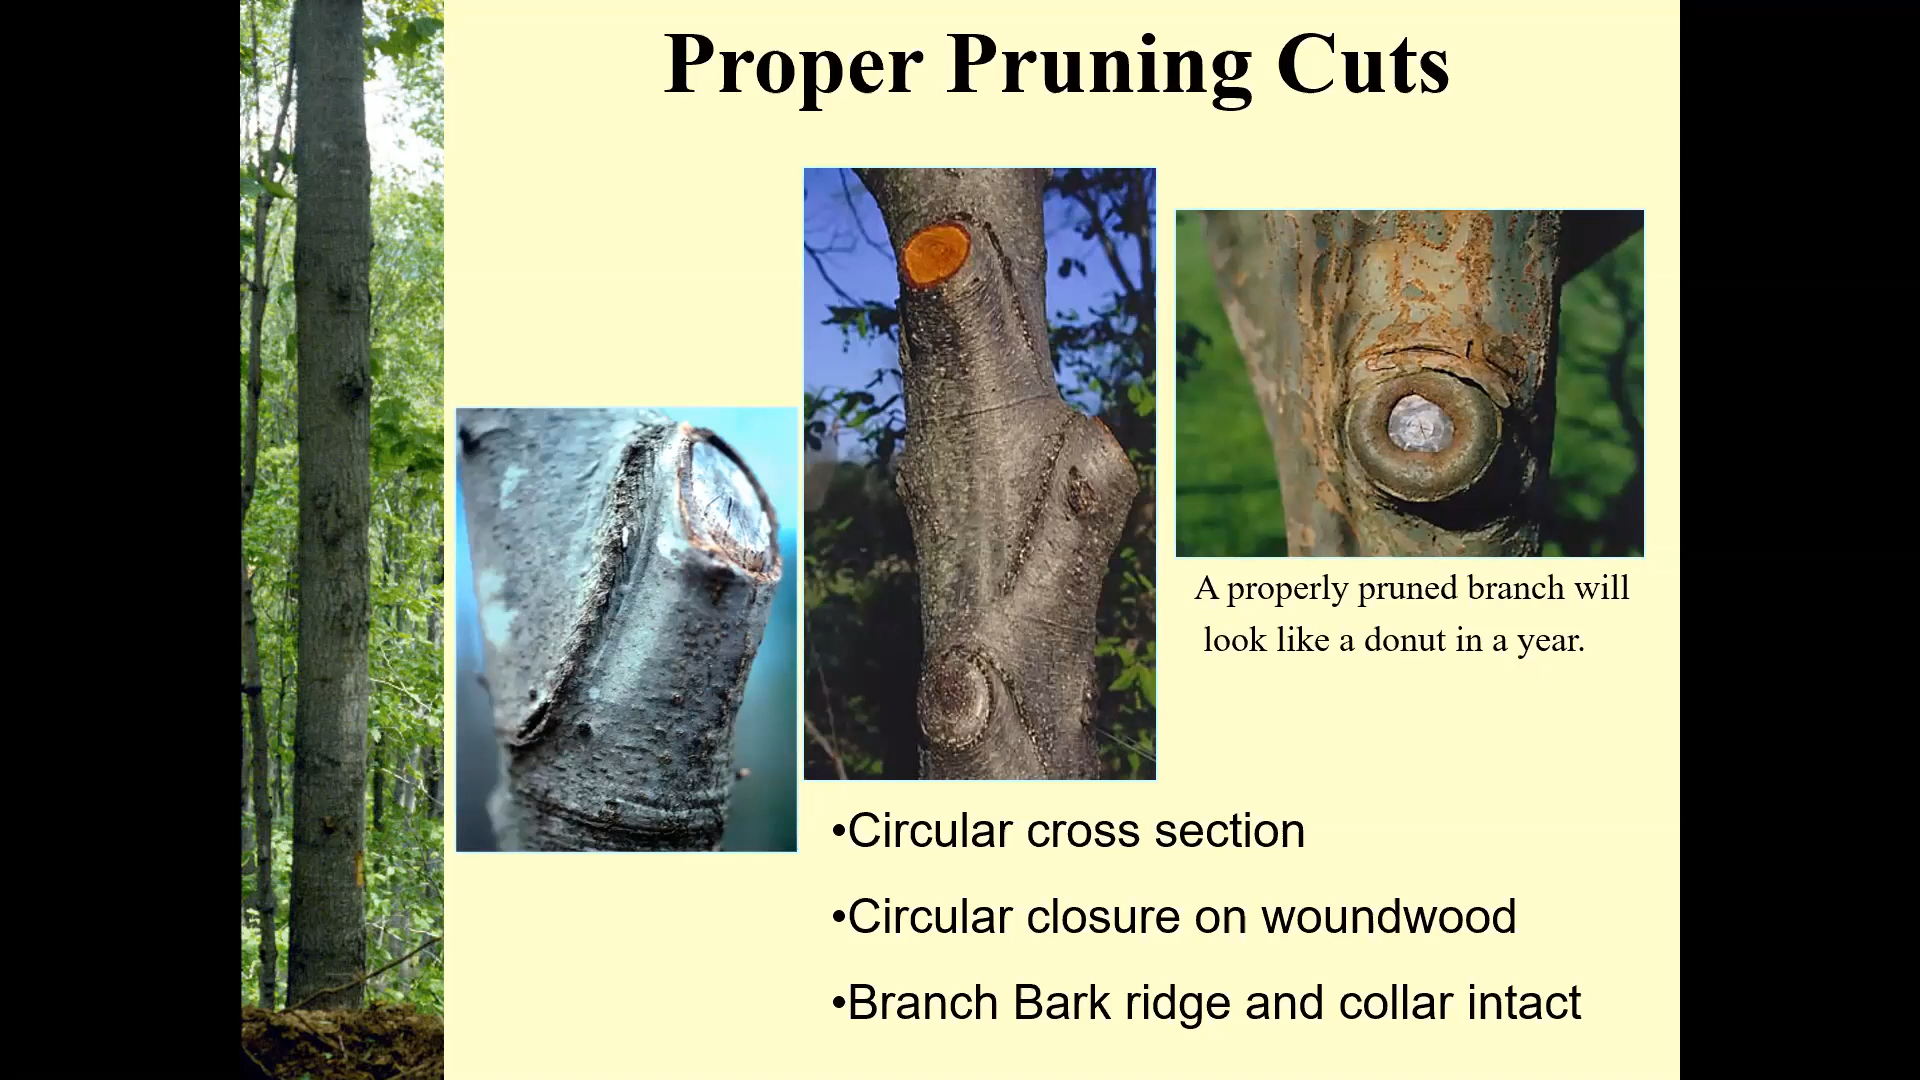 Proper Pruning Cuts
A properly pruned branch will
look like a donut in a year.
•Circular cross section
•Circular closure on woundwood
•Branch Bark ridge and collar intact